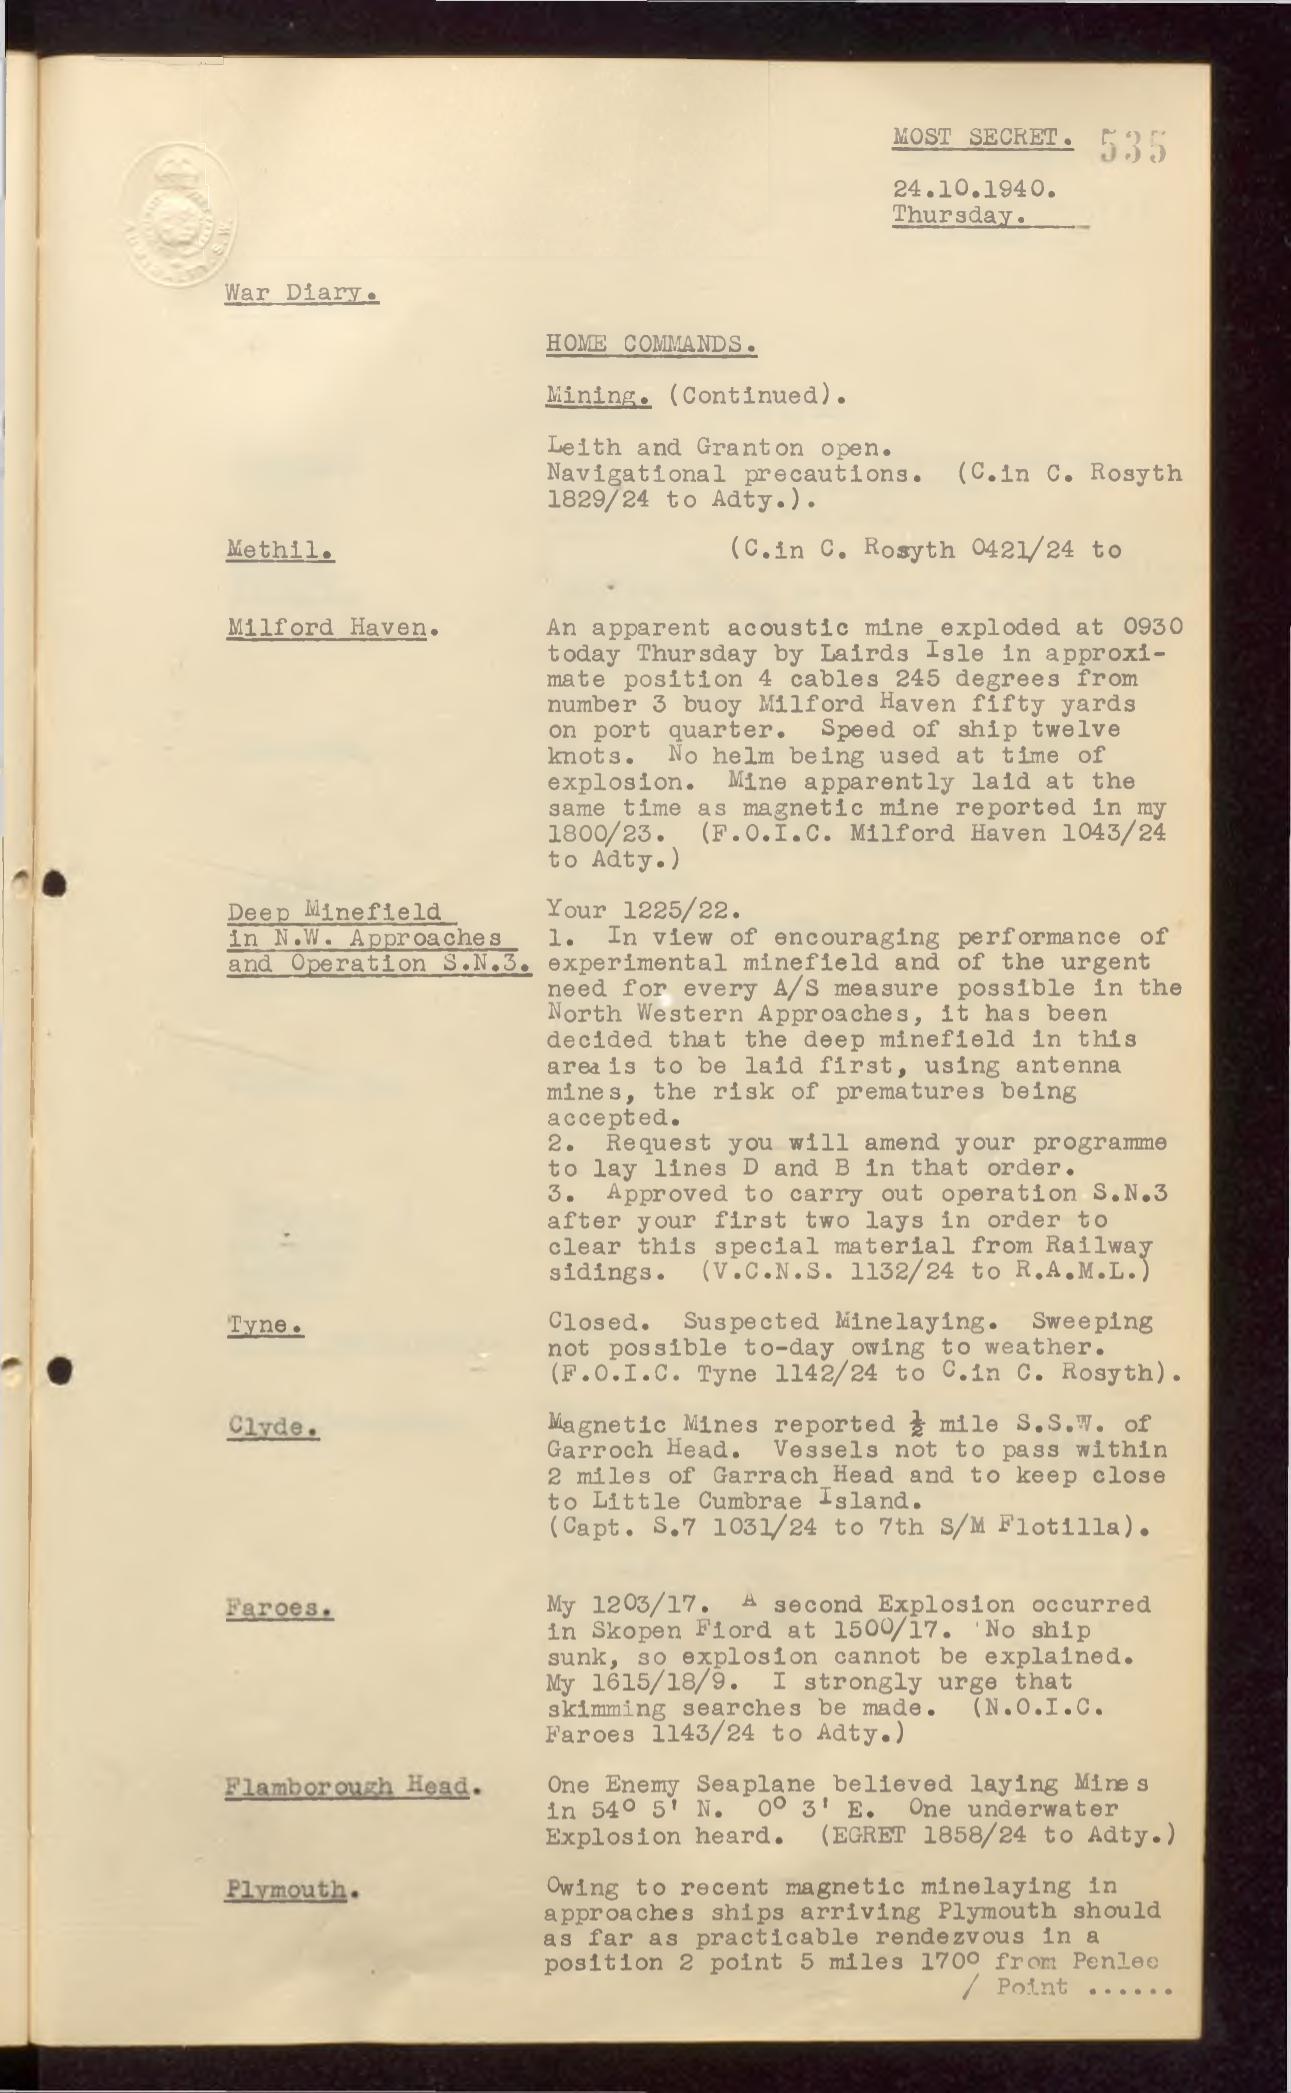 MOST SECRET. 535
24.10.1940.
Thursday.
War Diary.
HOME COMMANDS.
Mining. (Continued).
Leith and Granton open.
Navigational precautions. (C.in C. Rosyth
1829/24 to Adty.).
Methil. (C.in C. Rosyth 0421/24 to
Milford Haven. An apparent acoustic mine exploded at 0930
today Thursday by Lairds Isle in approxi-
mate position 4 cables 245 degrees from
number 3 buoy Milford Haven fifty yards
on port quarter. Speed of ship twelve
knots. No helm being used at time of
explosion. Mine apparently laid at the
same time as magnetic mine reported in my
1800/23. (F.O.I.C. Milford Haven 1043/24
to Adty.)
Deep Minefield Your 1225/22.
in N.W. Approaches 1. In view of encouraging performance of
and Operation S.N.3. experimental minefield and of the urgent
need for every A/S measure possible in the
North Western Approaches, it has been
decided that the deep minefield in this
area is to be laid first, using antenna
mines, the risk of prematures being
accepted.
2. Request you will amend your programme
to lay lines D and B in that order.
3. Approved to carry out operation S.N.3
after your first two lays in order to
clear this special material from Railway
sidings. (V.C.N.S. 1132/24 to R.A.M.L.)
Tyne. Closed. Suspected Minelaying. Sweeping
not possible to-day owing to weather.
(F.O.I.C. Tyne 1142/24 to C.in C. Rosyth).
Clyde. Magnetic Mines reported ½ mile S.S.W. of
Garroch Head. Vessels not to pass within
2 miles of Garrach Head and to keep close
to Little Cumbrae Island.
(Capt. S.7 1031/24 to 7th S/M Flotilla).
Faroes. My 1203/17. A second Explosion occurred
in Skopen Fiord at 1500/17. No ship
sunk, so explosion cannot be explained.
My 1615/18/9. I strongly urge that
skimming searches be made. (N.O.I.C.
Faroes 1143/24 to Adty.)
Flamborough Head. One Enemy Seaplane believed laying Mines
in 54° 5' N. 0° 3' E. One underwater
Explosion heard. (EGRET 1858/24 to Adty.)
Plymouth. Owing to recent magnetic minelaying in
approaches ships arriving Plymouth should
as far as practicable rendezvous in a
position 2 point 5 miles 170° from Penlee
/ Point ......